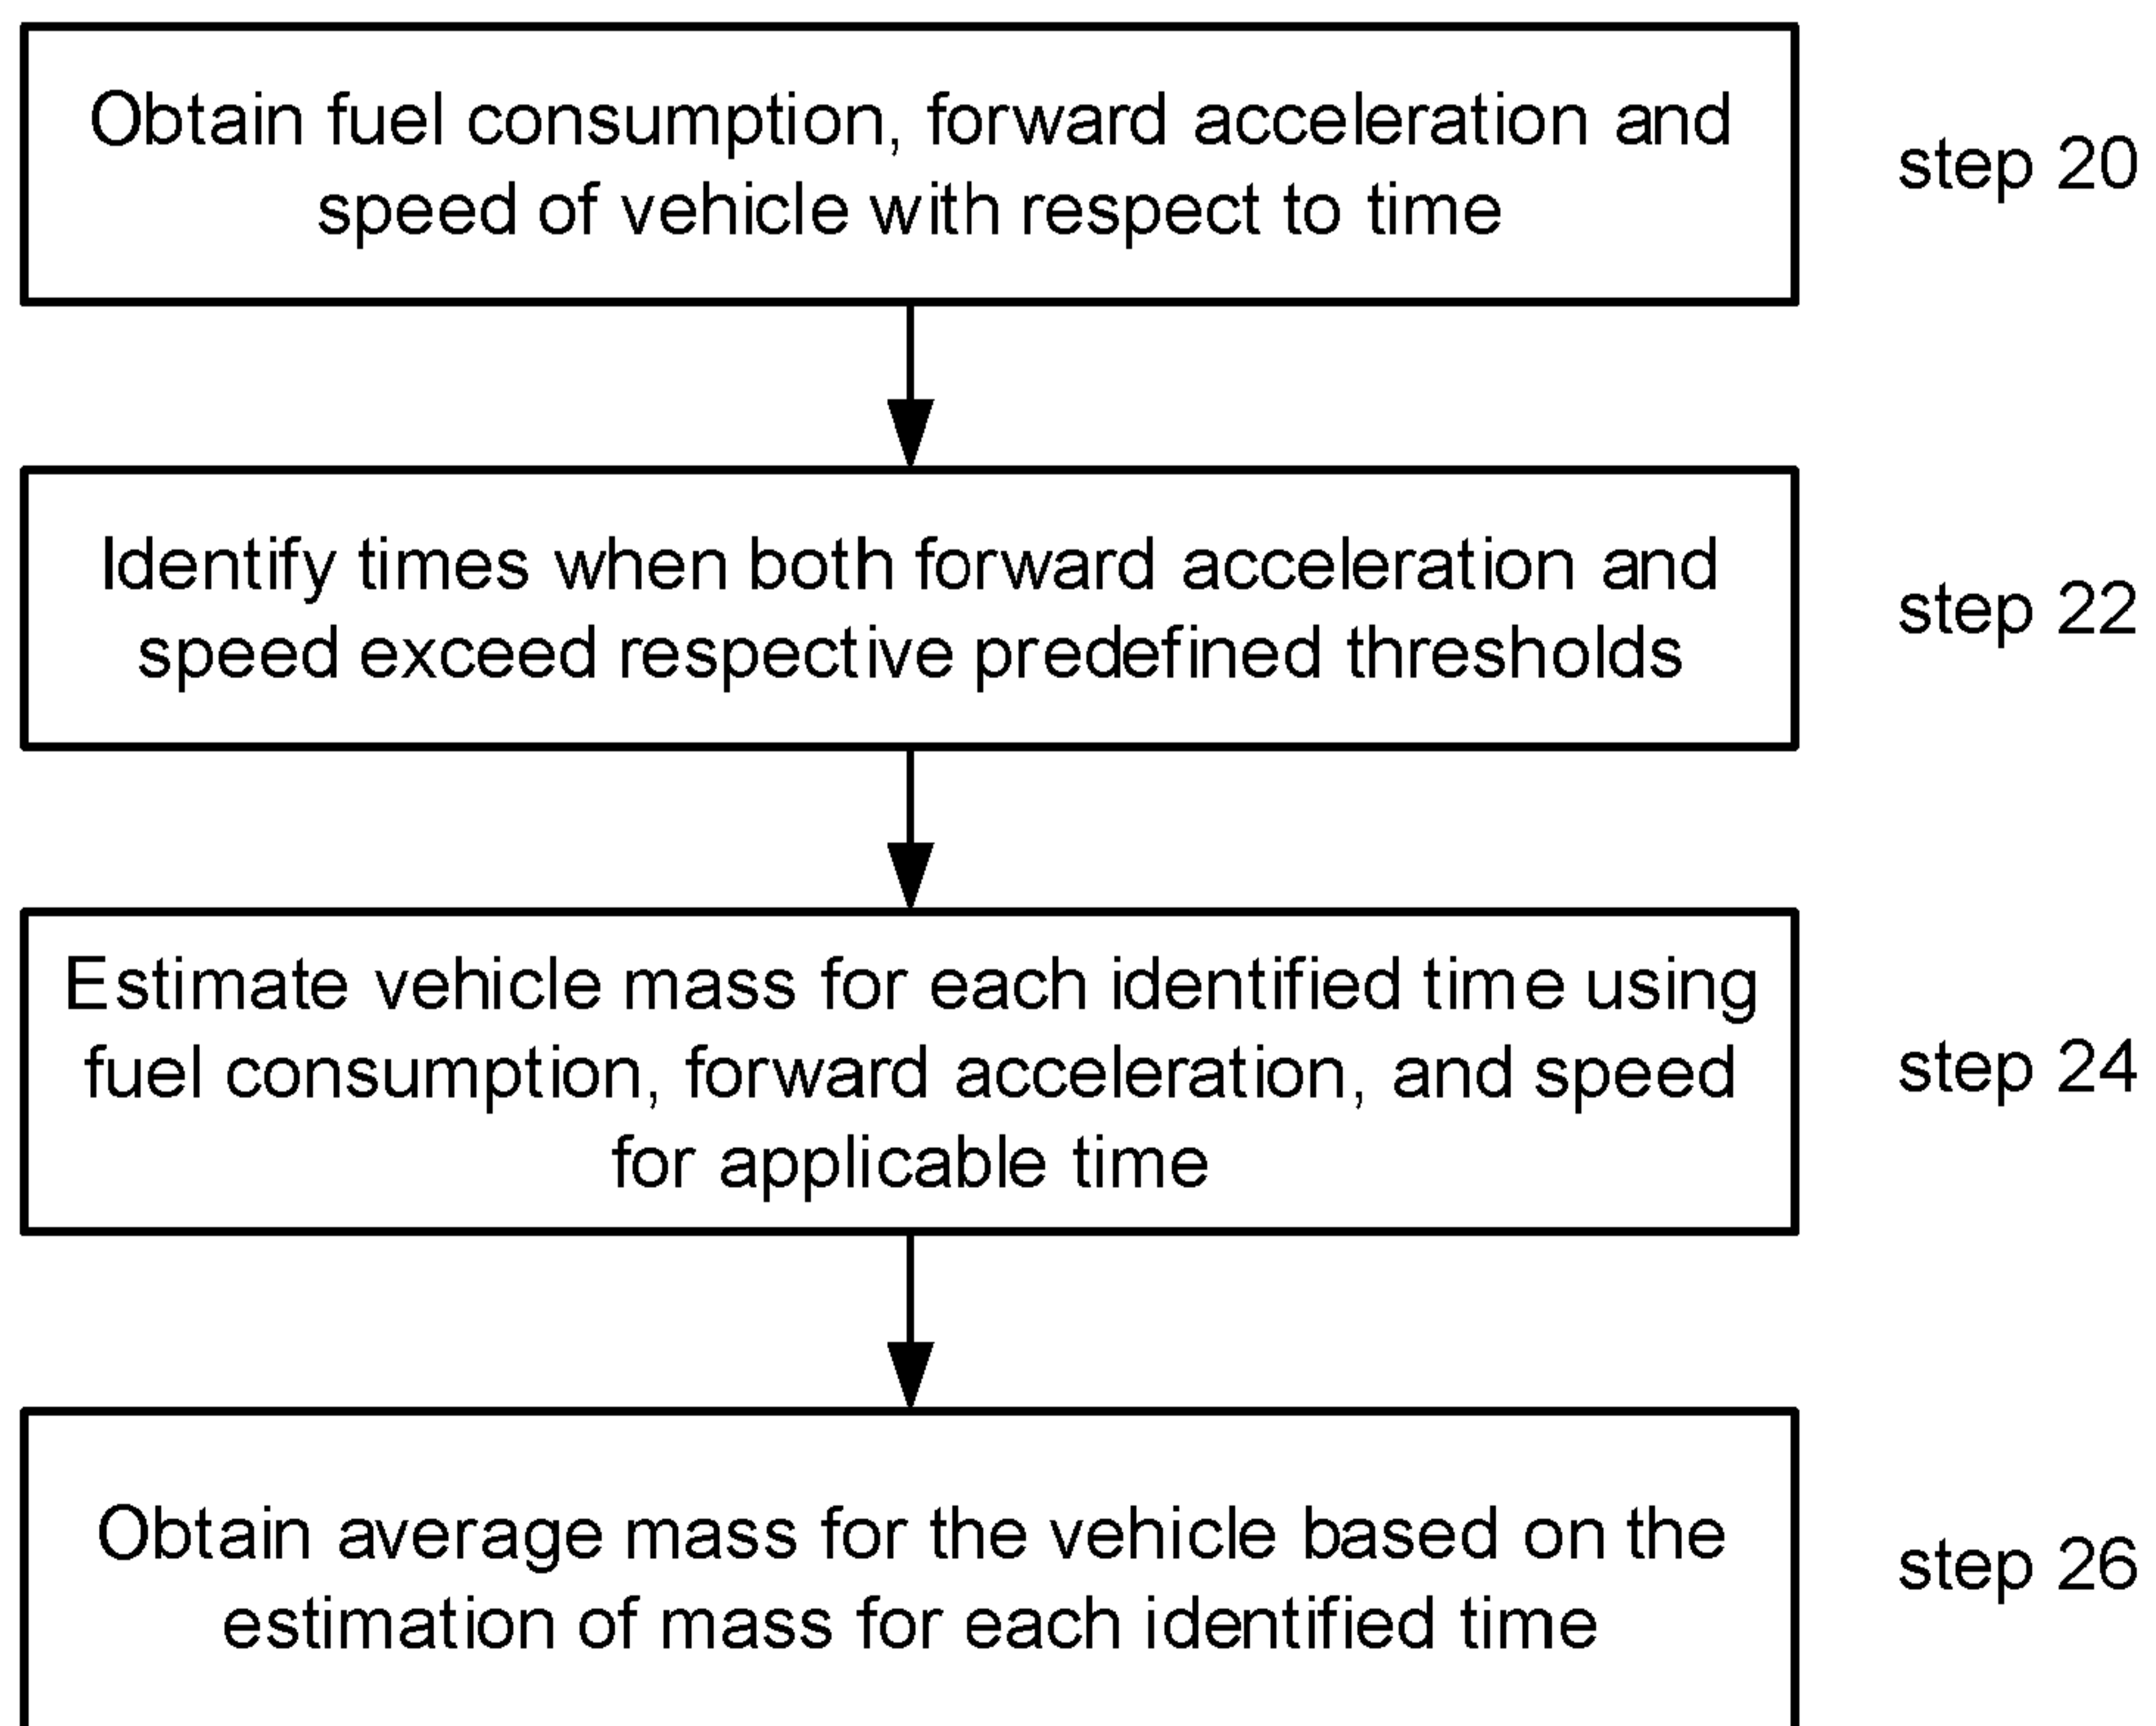 Obtain fuel consumption, forward acceleration and
speed of vehicle with respect to time
step 20
Identify times when both forward acceleration and
speed exceed respective predefined thresholds
step 22
Estimate vehicle mass for each identified time using
fuel consumption, forward acceleration, and speed
for applicable time
step 24
Obtain average mass for the vehicle based on the
estimation of mass for each identified time
step 26